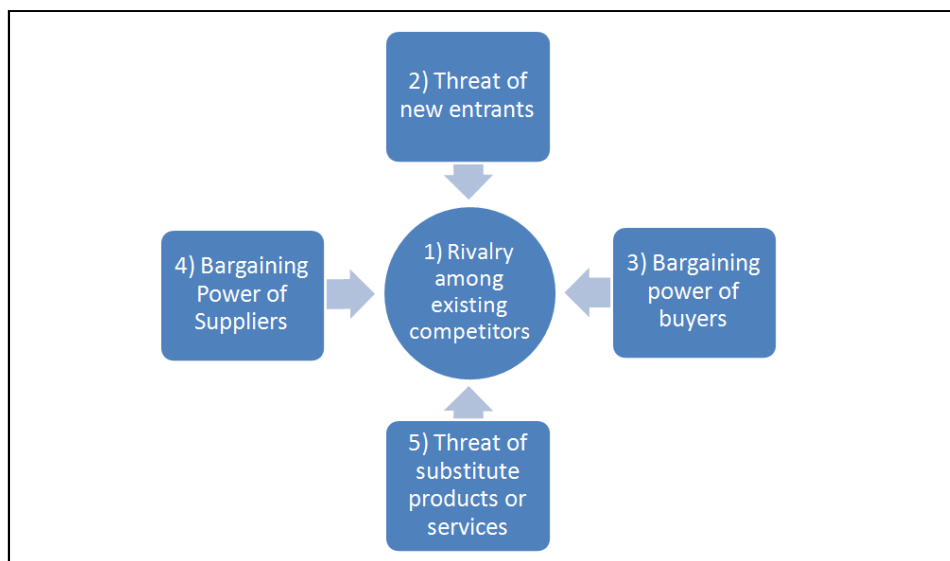 2) Threat of
new entrants
4) Bargaining
Power of
Suppliers
1) Rivalry
among
existing
competitors
3) Bargaining
power of
buyers
5) Threat of
substitute
products or
services